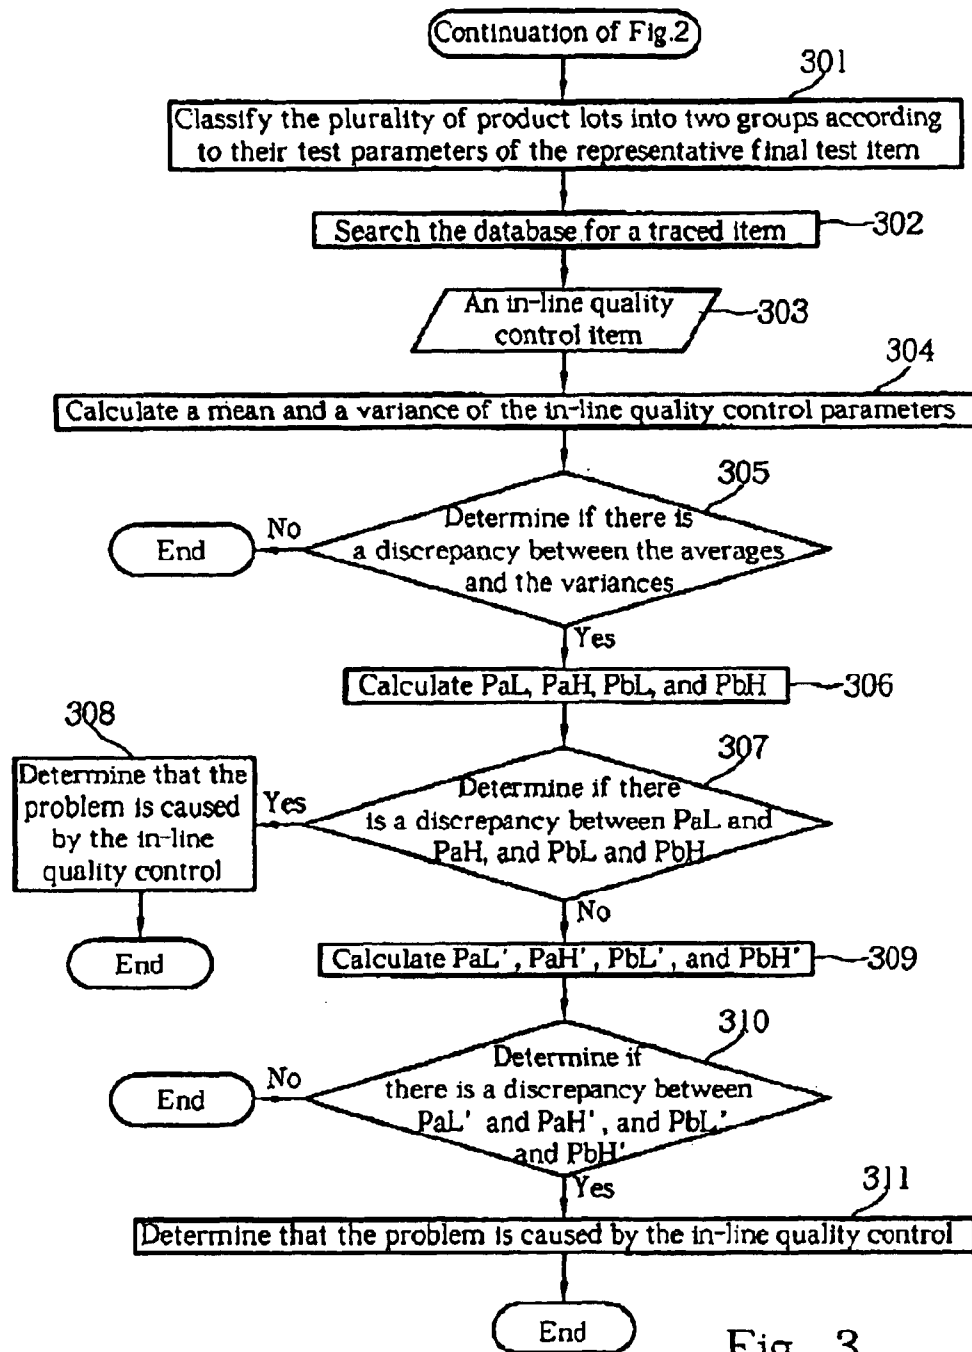 Continuation of Fig.2
301
Classify the plurality of product lots into two groups according
to their test parameters of the representative final test item
Search the database for a traced item
302
An in-line quality
control item
303
304
Calculate a mean and a variance of the in-line quality control parameters
305
Determine if there is
a discrepancy between the averages
and the variances
No
End
Yes
Calculate PaL, PaH, PbL, and PbH
306
308
307
Determine that the
problem is caused
by the in-line
quality control
Yes
Determine if there
is a discrepancy between PaL and
PaH, and PbL and PbH
No
End
Calculate PaL', PaH', PbL', and PbH'
309
310
Determine if
there is a discrepancy between
PaL' and PaH', and PbL'
and PbH'
No
End
Yes
311
Determine that the problem is caused by the in-line quality control
End
Fig. 3